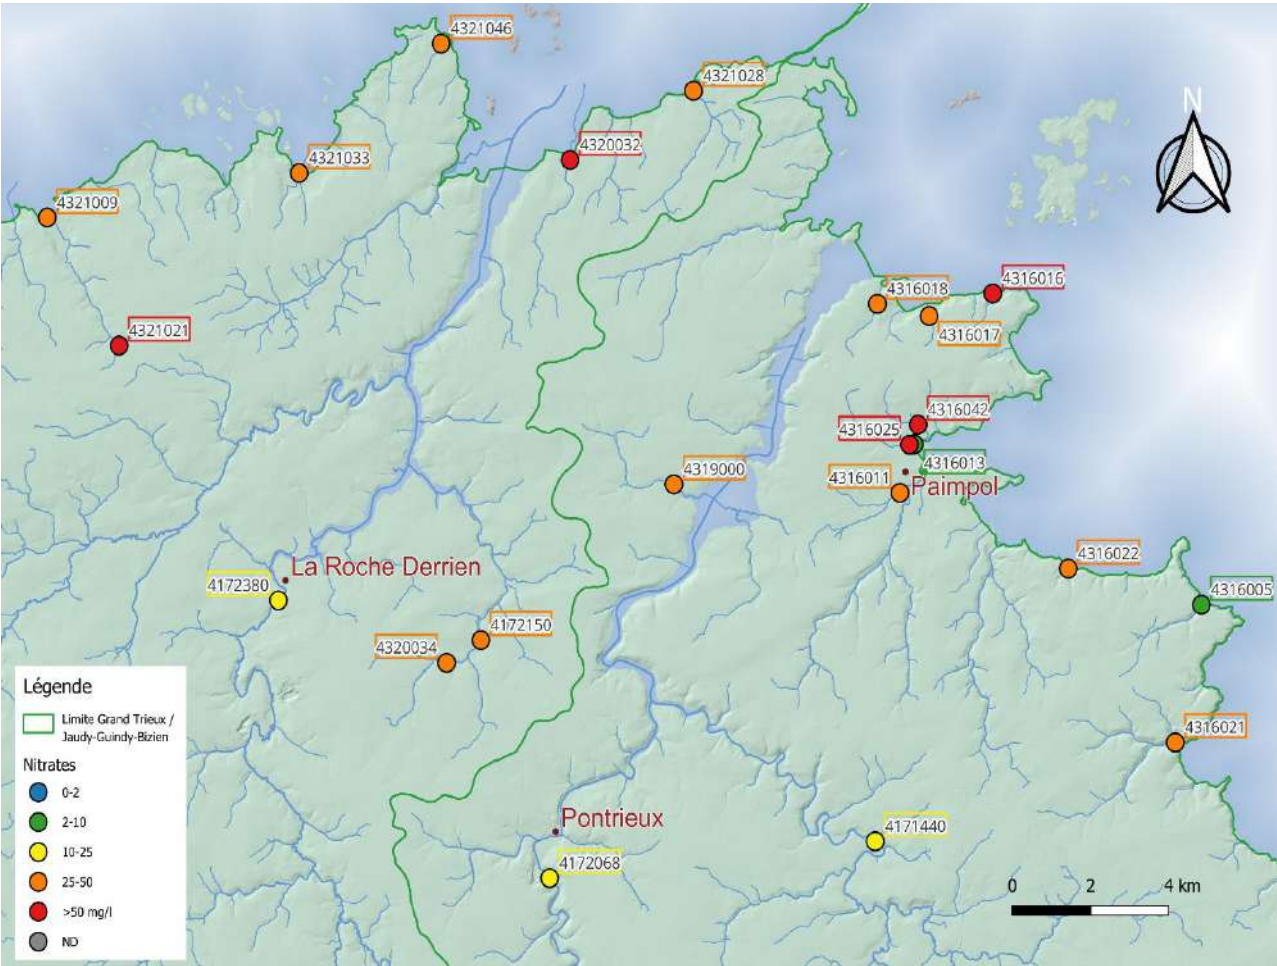 4321046
4321028
N
4320032
4321033
4321009
4316016
4316018
4321021
4316017
4316042
4316025
4316013
4319000
4316011
Paimpol
La Roche Derrien
4316022
4172380
4316005
4172150
4320034
Légende
Limite Grand Trieux /
Jaudy-Guindy-Bizien
4316021
Nitrates
0-2
2-10
Pontrieux
4171440
10-25
4172068
25-50
0 2 4 km
>50 mg/l
ND